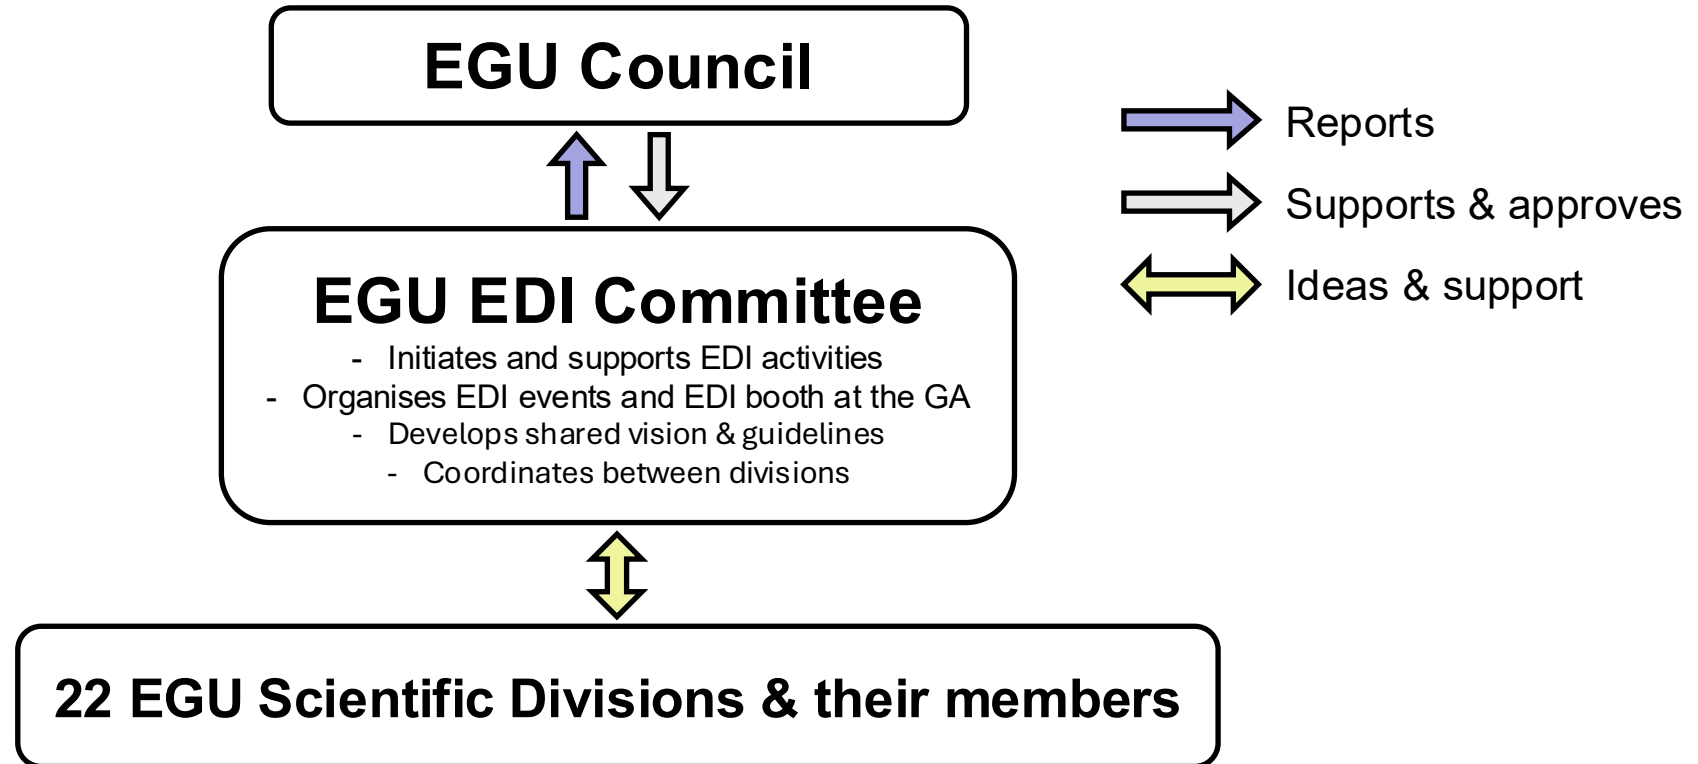 EGU Council
Reports
Supports & approves
Ideas & support
EGU EDI Committee
- Initiates and supports EDI activities
- Organises EDI events and EDI booth at the GA
- Develops shared vision & guidelines
- Coordinates between divisions
22 EGU Scientific Divisions & their members